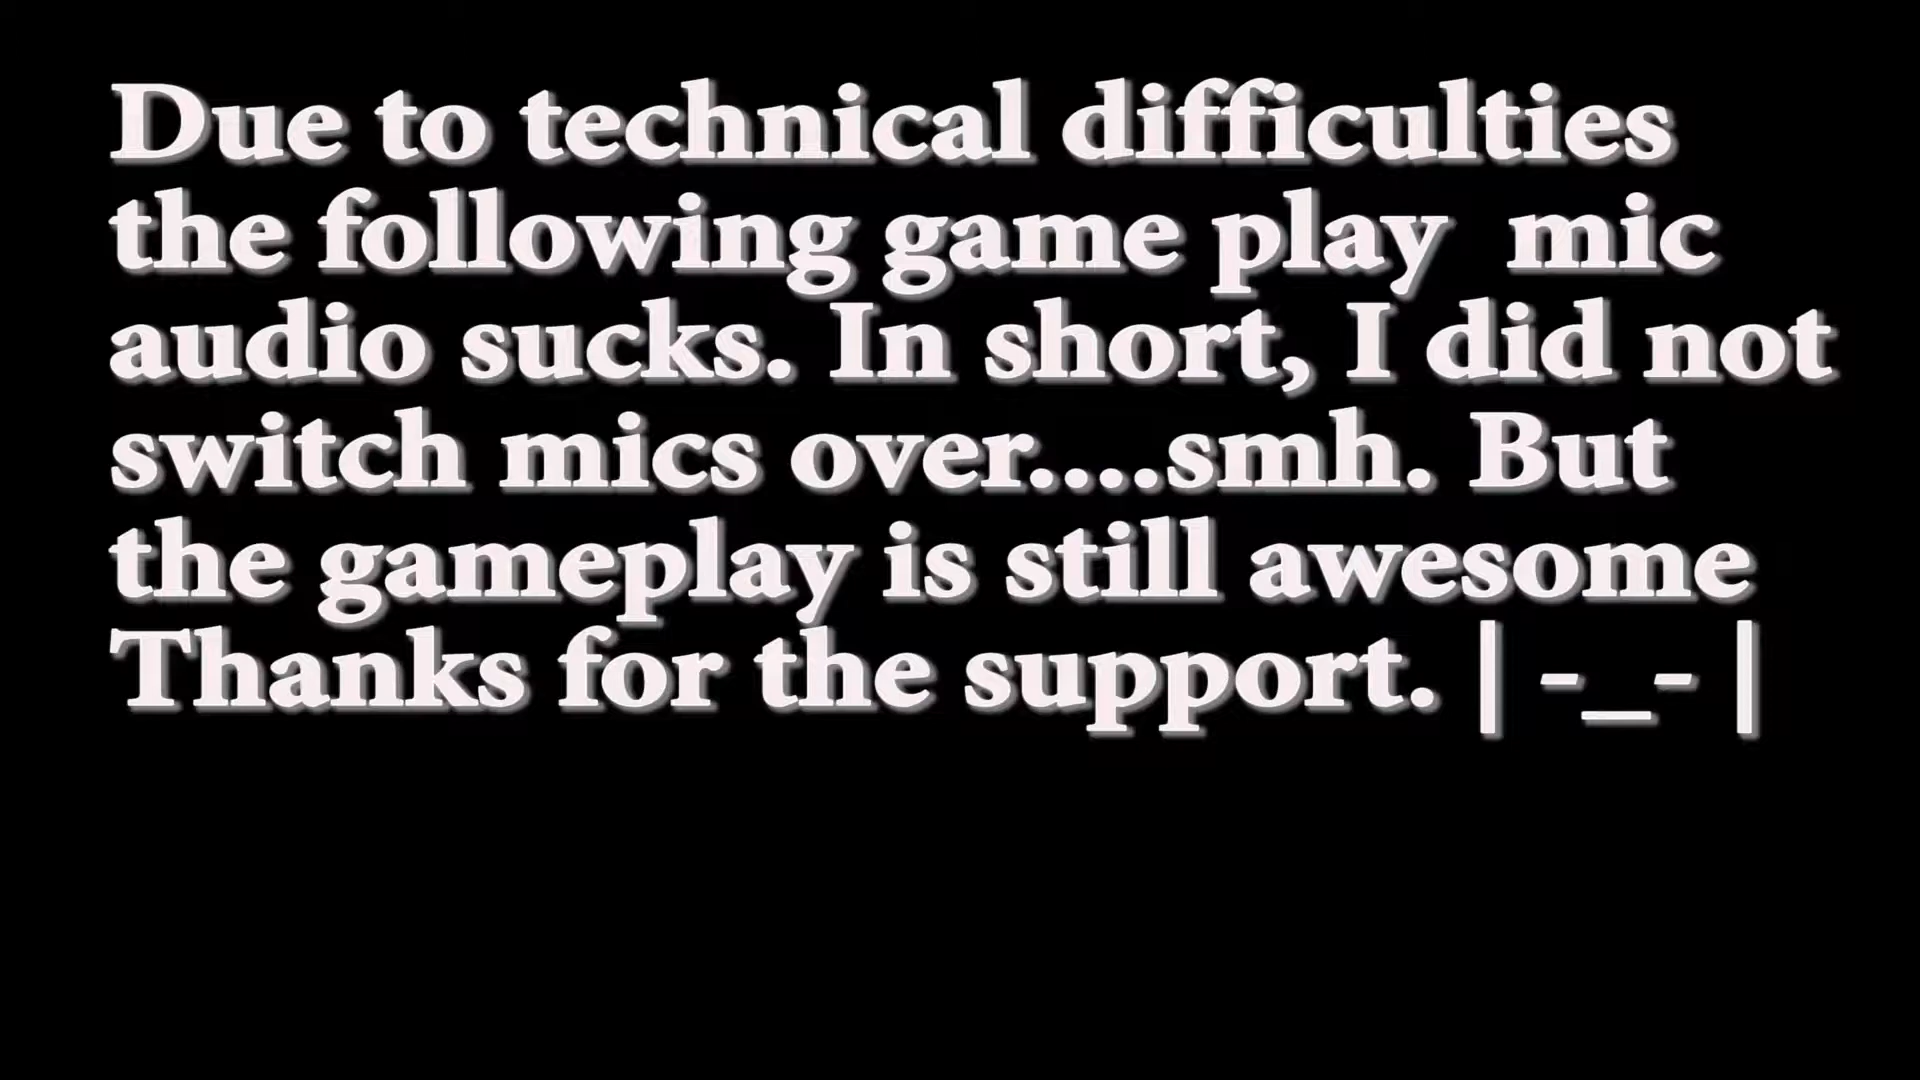 Due to technical difficulties
the following game play  mic
audio sucks. In short, I did not
switch mics over....smh. But
the gameplay is still awesome
Thanks for the support. | -_- |